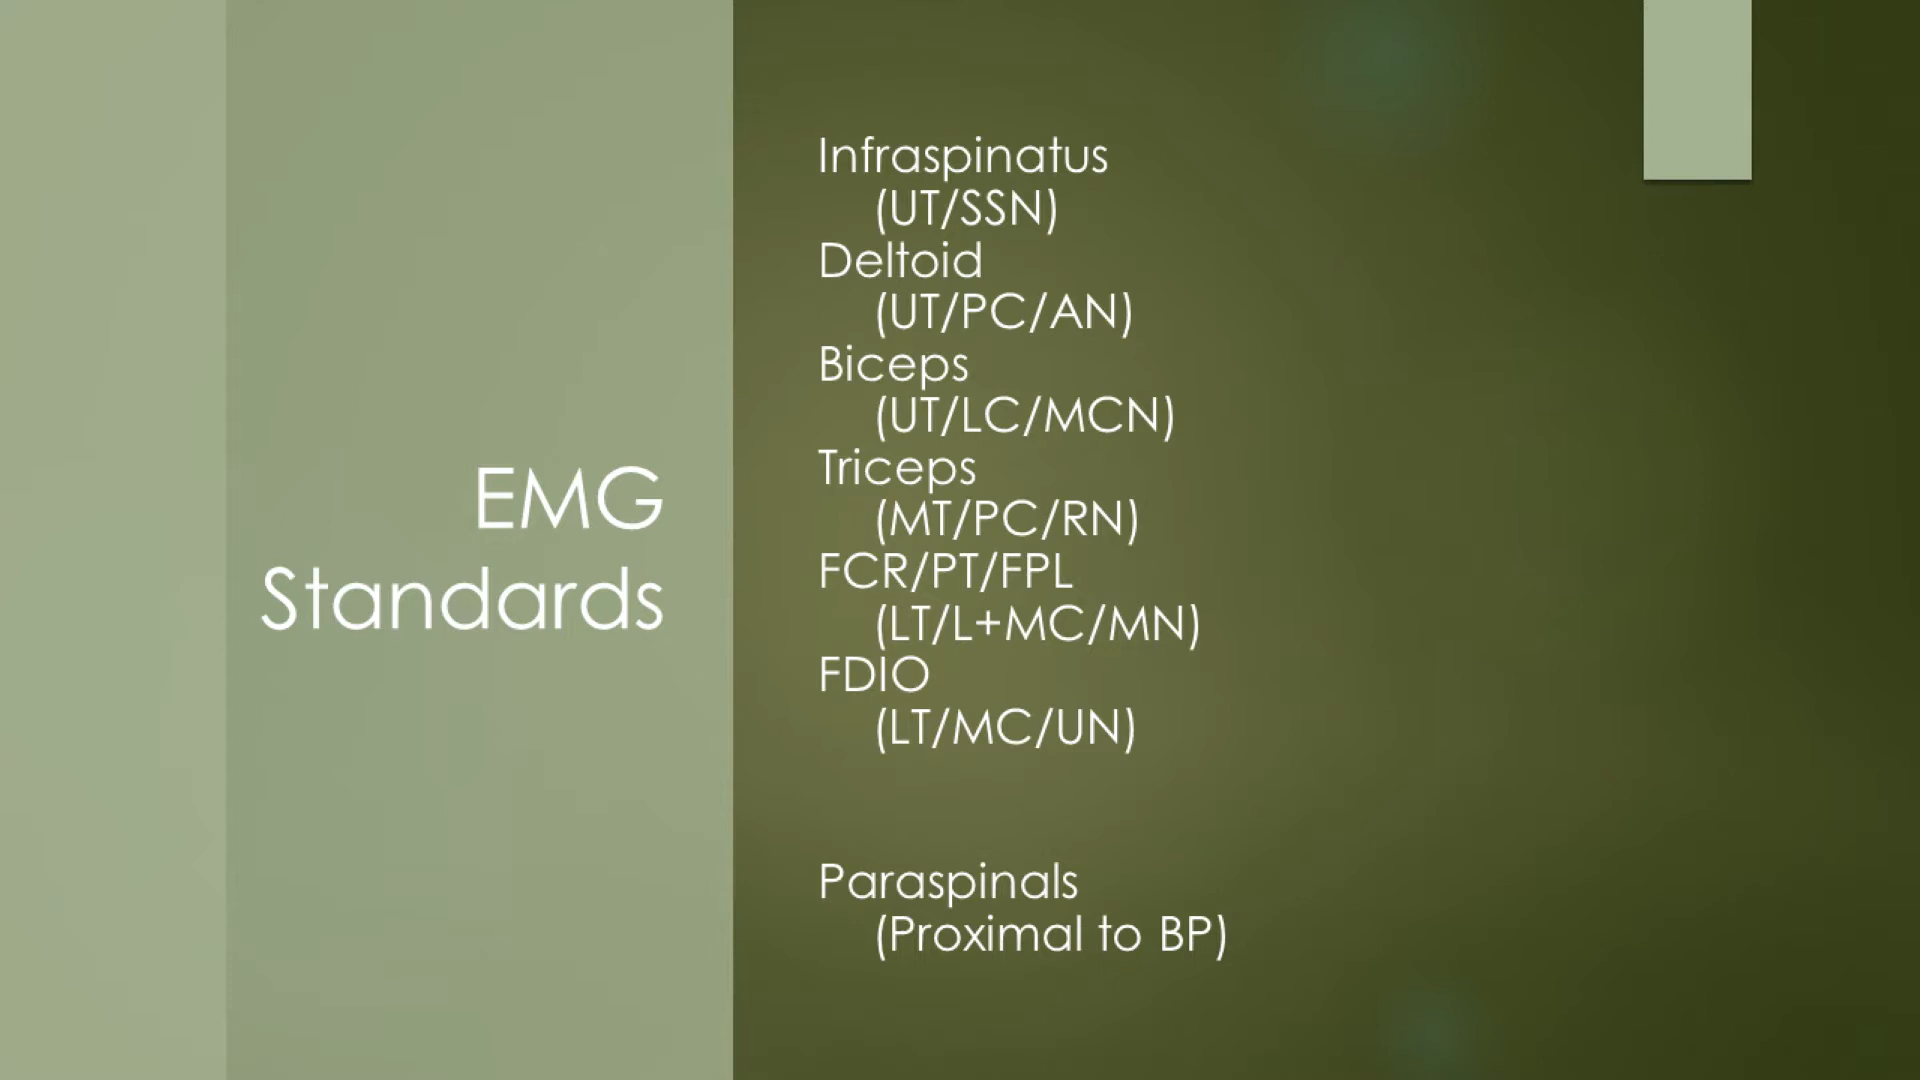 EMG
Standards
Infraspinatus
(UT/SSN)
Deltoid
(UT/PC/AN)
Biceps
(UT/LC/MCN)
Triceps
(MT/PC/RN)
FCR/PT/FPL
(LT/L+MC/MN)
FDIO
(LT/MC/UN)
Paraspinals
(Proximal to BP)